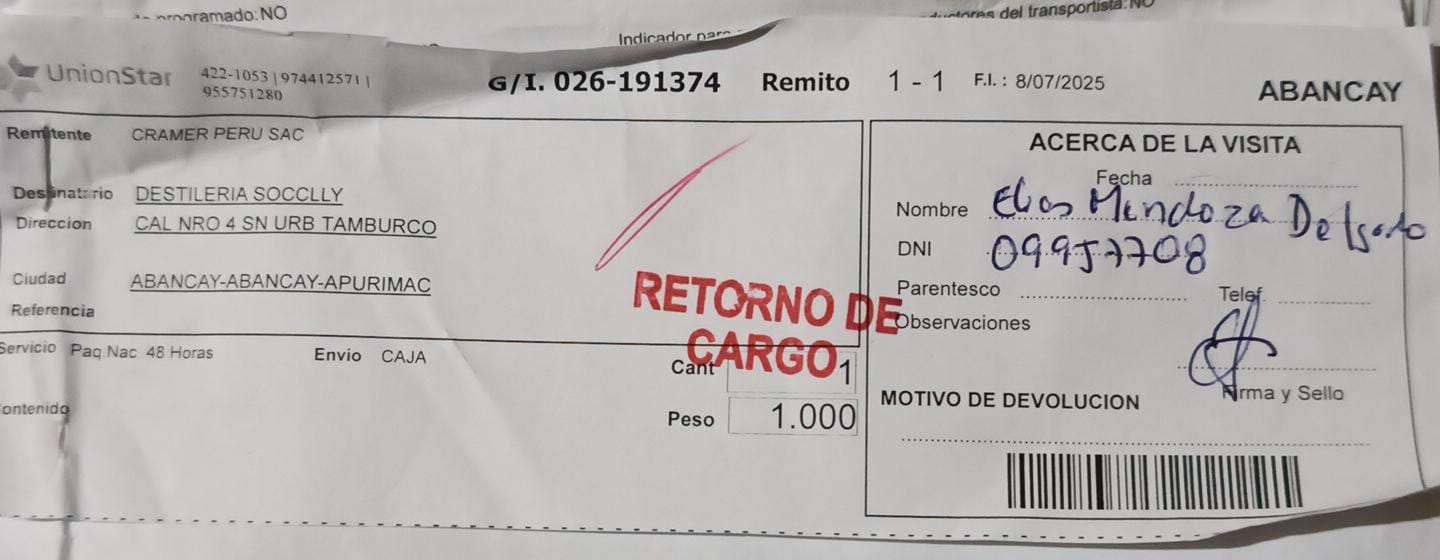 programado: NO
ductores del transportista: NO
Indicador para
UnionStar
422-1053 | 974412571 |
955751280
G/I. 026-191374 Remito 1 - 1 F.I. : 8/07/2025 ABANCAY
Remitente CRAMER PERU SAC
Destinatario DESTILERIA SOCCLLY
Direccion CAL NRO 4 SN URB TAMBURCO
Ciudad ABANCAY-ABANCAY-APURIMAC
Referencia
RETORNO DE
CARGO
Servicio Paq Nac 48 Horas Envio CAJA
Cant 1
Contenido
Peso 1.000
ACERCA DE LA VISITA
Fecha
Nombre Elias Mendoza Delgado
DNI 09957708
Parentesco Telef.
Observaciones
Firma y Sello
MOTIVO DE DEVOLUCION